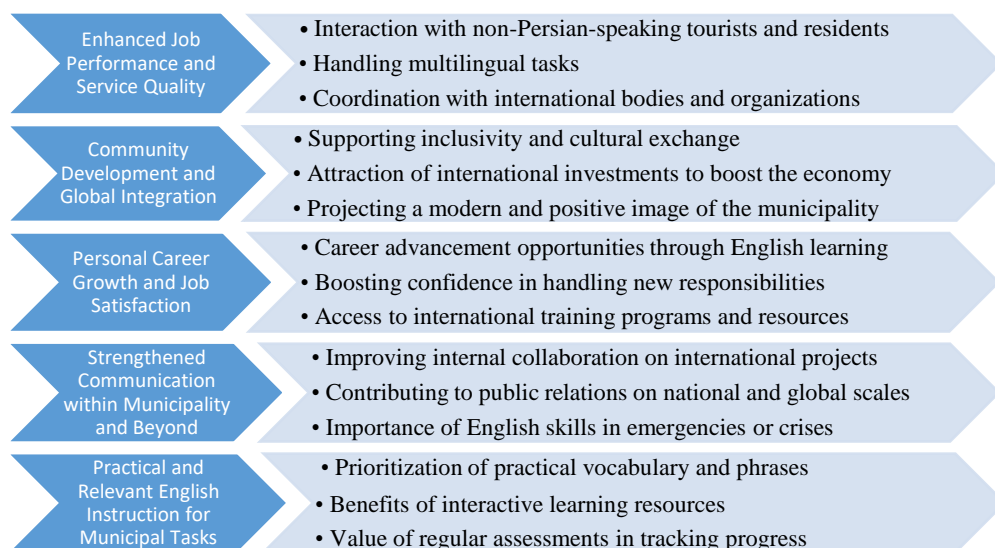 Enhanced Job
Performance and
Service Quality
• Interaction with non-Persian-speaking tourists and residents
• Handling multilingual tasks
• Coordination with international bodies and organizations
Community
Development and
Global Integration
• Supporting inclusivity and cultural exchange
• Attraction of international investments to boost the economy
• Projecting a modern and positive image of the municipality
Personal Career
Growth and Job
Satisfaction
• Career advancement opportunities through English learning
• Boosting confidence in handling new responsibilities
• Access to international training programs and resources
Strengthened
Communication
within Municipality
and Beyond
• Improving internal collaboration on international projects
• Contributing to public relations on national and global scales
• Importance of English skills in emergencies or crises
Practical and
Relevant English
Instruction for
Municipal Tasks
• Prioritization of practical vocabulary and phrases
• Benefits of interactive learning resources
• Value of regular assessments in tracking progress